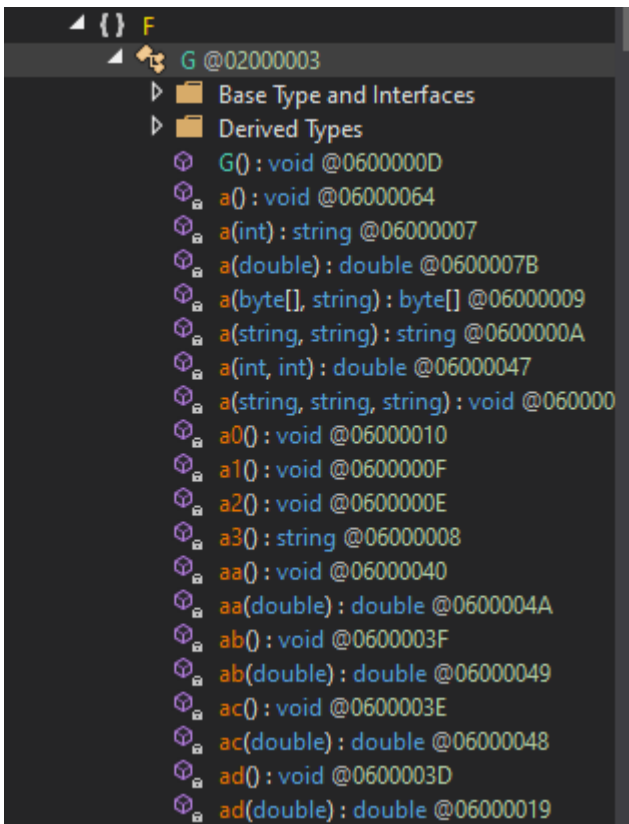 { } F
G @02000003
Base Type and Interfaces
Derived Types
G() : void @0600000D
a() : void @06000064
a(int) : string @06000007
a(double) : double @0600007B
a(byte[], string) : byte[] @06000009
a(string, string) : string @0600000A
a(int, int) : double @06000047
a(string, string, string) : void @060000
a0() : void @06000010
a1() : void @0600000F
a2() : void @0600000E
a3() : string @06000008
aa() : void @06000040
aa(double) : double @0600004A
ab() : void @0600003F
ab(double) : double @06000049
ac() : void @0600003E
ac(double) : double @06000048
ad() : void @0600003D
ad(double) : double @06000019